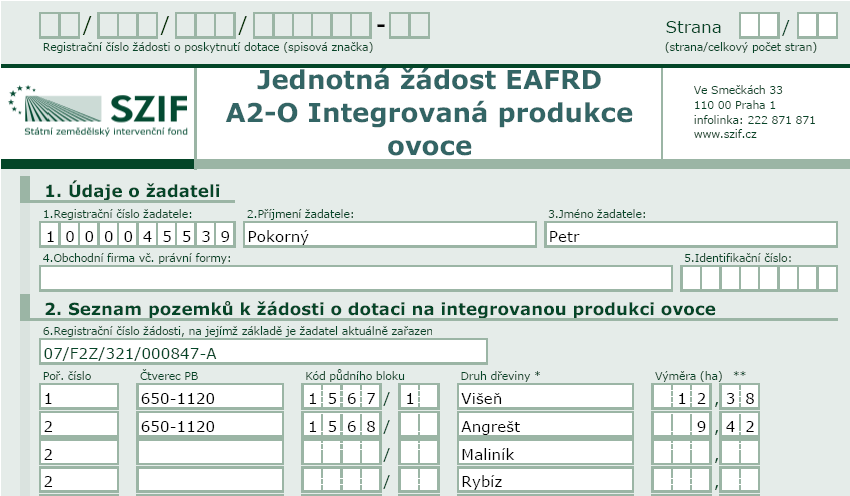 / / / -
Registrační číslo žádosti o poskytnutí dotace (spisová značka)
Strana /
(strana/celkový počet stran)
SZIF
Státní zemědělský intervenční fond
Jednotná žádost EAFRD
A2-O Integrovaná produkce
ovoce
Ve Smečkách 33
110 00 Praha 1
infolinka: 222 871 871
www.szif.cz
1. Údaje o žadateli
1.Registrační číslo žadatele: 2.Příjmení žadatele: 3.Jméno žadatele:
1000045539 Pokorný Petr
4.Obchodní firma vč. právní formy: 5.Identifikační číslo:
2. Seznam pozemků k žádosti o dotaci na integrovanou produkci ovoce
6.Registrační číslo žádosti, na jejímž základě je žadatel aktuálně zařazen
07/F2Z/321/000847-A
Poř. číslo Čtverec PB Kód půdního bloku Druh dřeviny * Výměra (ha) **
1 650-1120 1567/1 Višeň 12,38
2 650-1120 1568/ Angrešt 9,42
2 / Maliník ,
2 / Rybíz ,